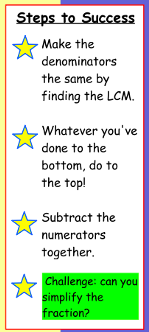 Steps to Success
Make the
denominators
the same by
finding the LCM.
Whatever you've
done to the
bottom, do to
the top!
Subtract the
numerators
together.
Challenge: can you
simplify the
fraction?